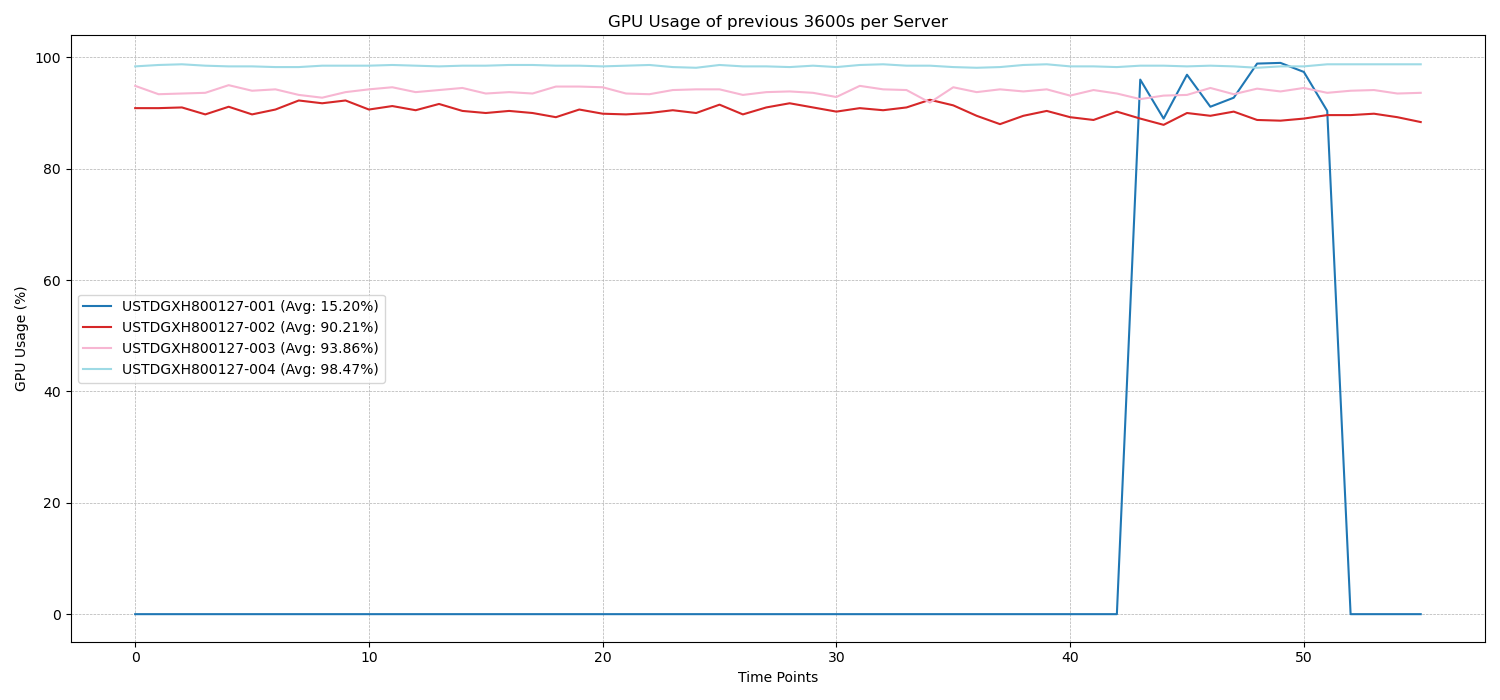 GPU Usage of previous 3600s per Server
100
80
60
40
20
0
GPU Usage (%)
USTDGXH800127-001 (Avg: 15.20%)
USTDGXH800127-002 (Avg: 90.21%)
USTDGXH800127-003 (Avg: 93.86%)
USTDGXH800127-004 (Avg: 98.47%)
0 10 20 30 40 50
Time Points